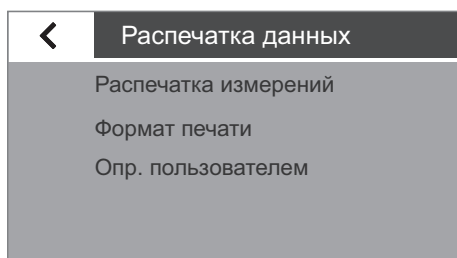 Распечатка данных
Распечатка измерений
Формат печати
Опр. пользователем